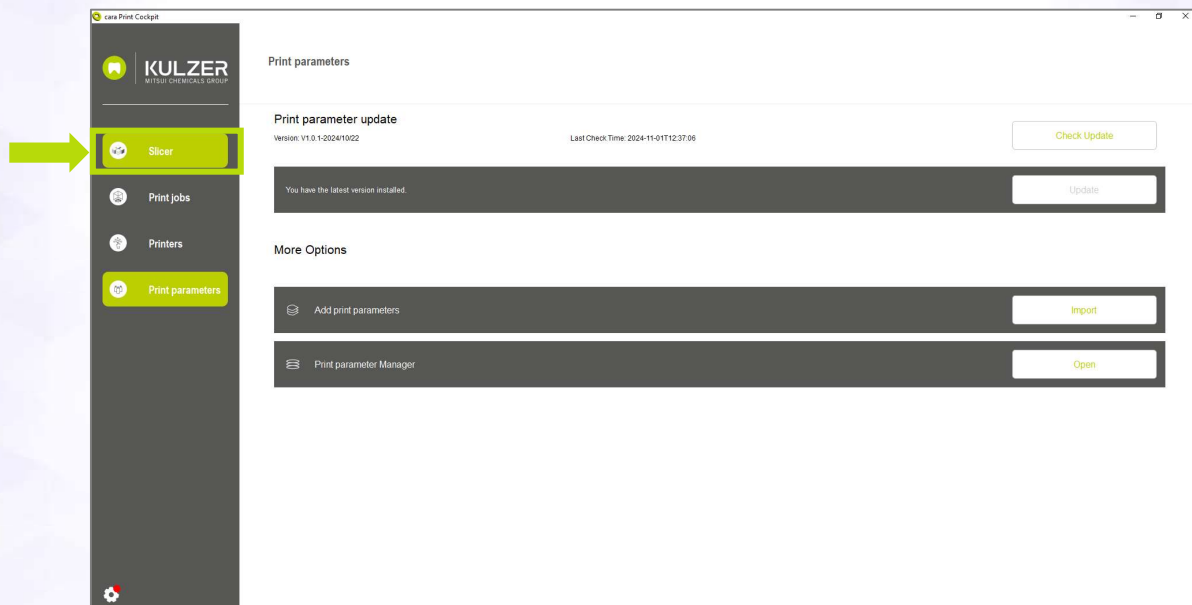 cara Print Cockpit
KULZER
MITSUI CHEMICALS GROUP
Slicer
Print jobs
Printers
Print parameters
Print parameters
Print parameter update
Version: V1.0.1-2024/10/22
Last Check Time: 2024-11-01T12:37:06
Check Update
You have the latest version installed.
Update
More Options
Add print parameters
Import
Print parameter Manager
Open